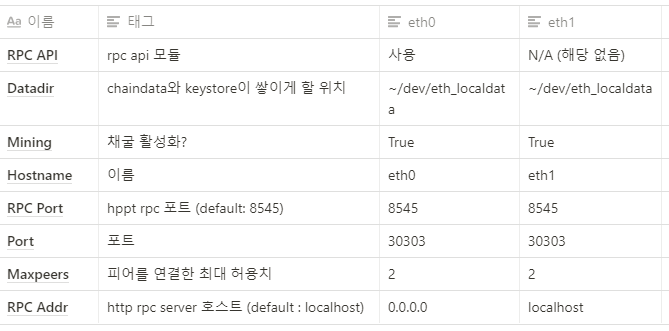 Aa 이름 태그 eth0 eth1
RPC API rpc api 모듈 사용 N/A (해당 없음)
Datadir chaindata와 keystore이 쌓이게 할 위치 ~/dev/eth_localdat ~/dev/eth_localdata
a
Mining 채굴 활성화? True True
Hostname 이름 eth0 eth1
RPC Port hppt rpc 포트 (default: 8545) 8545 8545
Port 포트 30303 30303
Maxpeers 피어를 연결한 최대 허용치 2 2
RPC Addr http rpc server 호스트 (default : localhost) 0.0.0.0 localhost